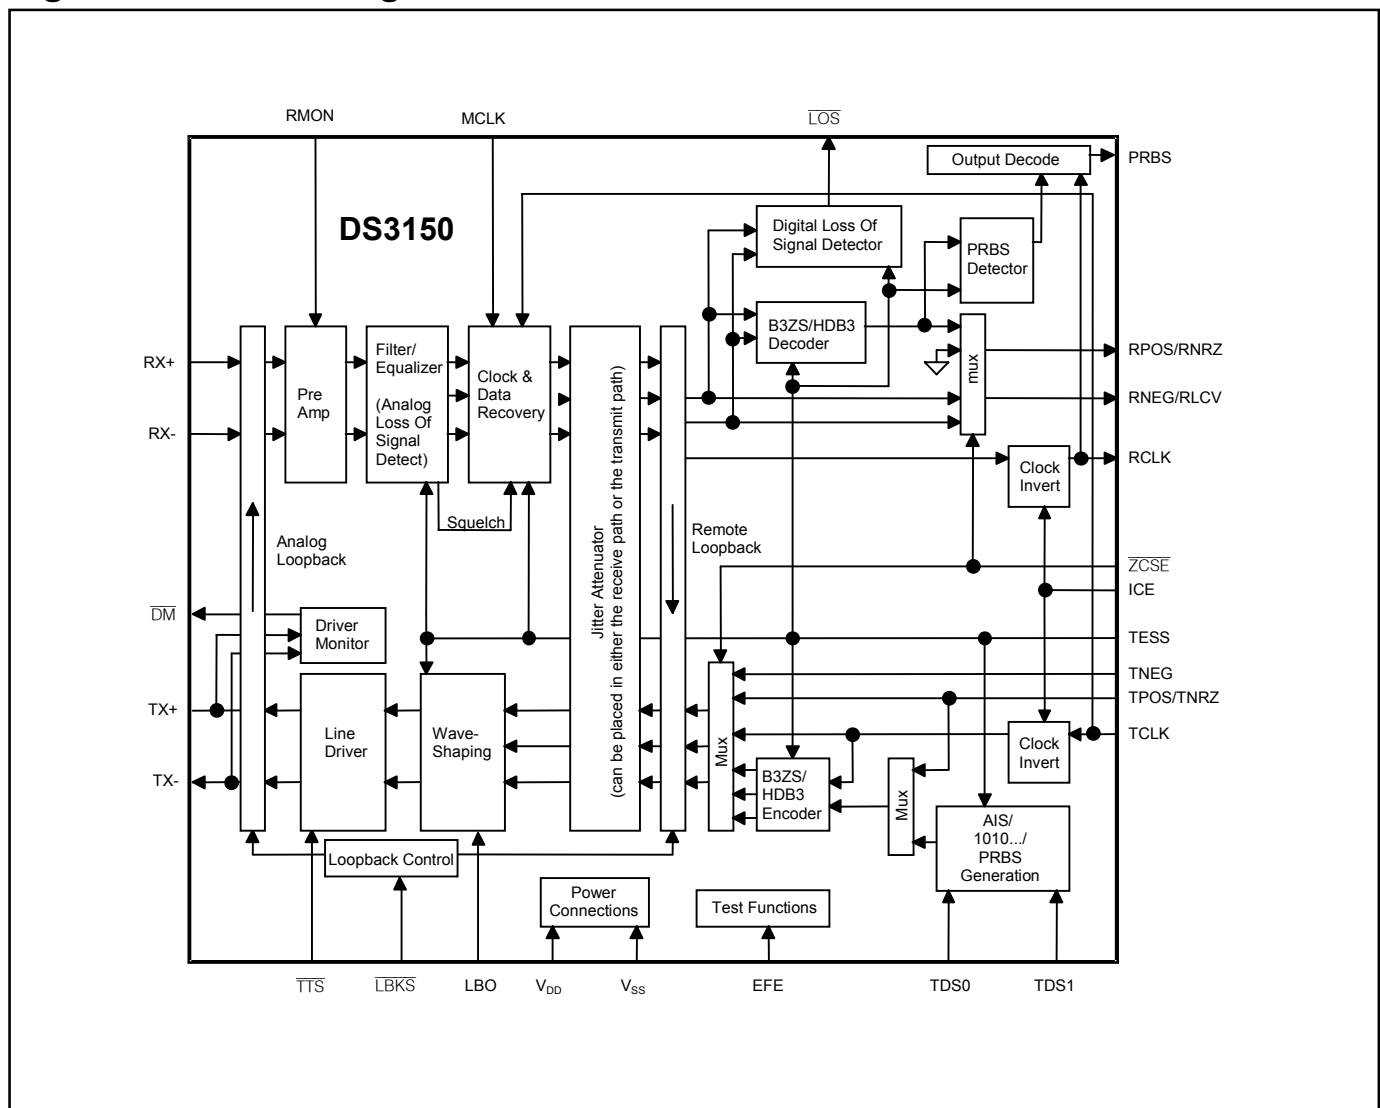 RMON
MCLK
LOS
PRBS
Output Decode
DS3150
Digital Loss Of
Signal Detector
PRBS
Detector
B3ZS/HDB3
Decoder
mux
RX+
RX-
Pre
Amp
Filter/
Equalizer
(Analog
Loss Of
Signal
Detect)
Clock &
Data
Recovery
Squelch
Jitter Attenuator
(can be placed in either the receive path or the transmit path)
RPOS/RNRZ
RNEG/RLCV
RCLK
Clock
Invert
Analog
Loopback
Remote
Loopback
ZCSE
ICE
TESS
TNEG
TPOS/TNRZ
TCLK
DM
Driver
Monitor
TX+
TX-
Line
Driver
Wave-
Shaping
Mux
B3ZS/
HDB3
Encoder
Mux
Clock
Invert
AIS/
1010.../
PRBS
Generation
Loopback Control
Power
Connections
Test Functions
TTS
LBKS
LBO
VDD
VSS
EFE
TDS0
TDS1